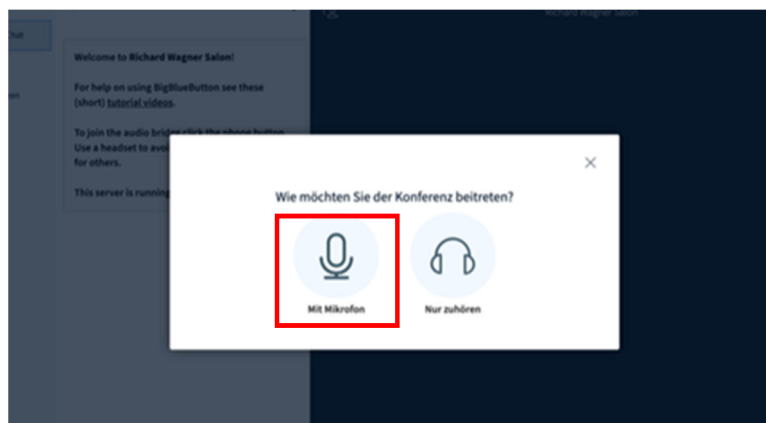 Richard Wagner Salon
Chat
Welcome to Richard Wagner Salon!
For help on using BigBlueButton see these
(short) tutorial videos.
To join the audio bridge click the phone button.
Use a headset to avoi
for others.
This server is running
Wie möchten Sie der Konferenz beitreten?
Mit Mikrofon
Nur zuhören